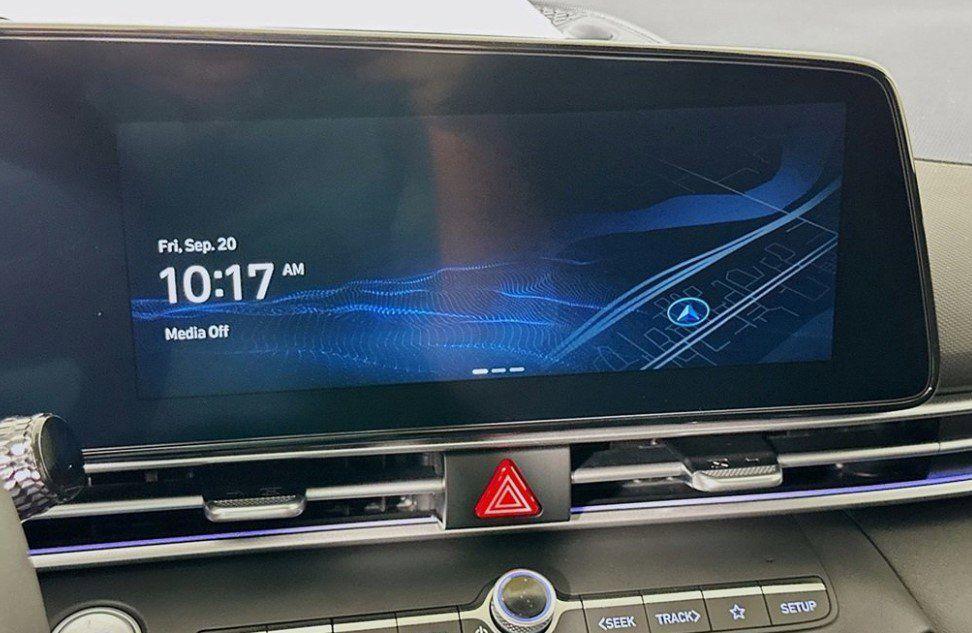 Fri, Sep. 20
10:17 AM
Media Off
<SEEK
TRACK>
SETUP